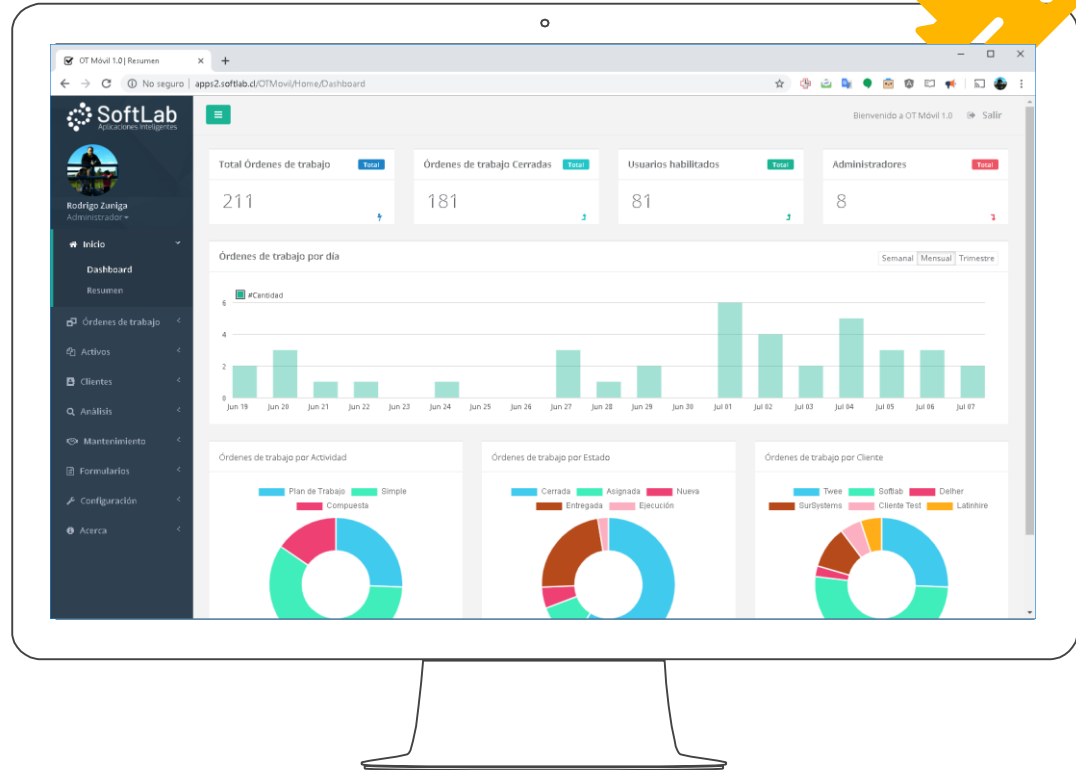 OT Móvil 1.0 | Resumen
No seguro | apps2.softlab.cl/OTMovil/Home/Dashboard
SoftLab
Aplicaciones Inteligentes
Bienvenido a OT Móvil 1.0 Salir
Rodrigo Zuniga
Administrador
Inicio
Dashboard
Resumen
Órdenes de trabajo
Activos
Clientes
Análisis
Mantenimiento
Formularios
Configuración
Acerca
Total Órdenes de trabajo Total
211
Órdenes de trabajo Cerradas Total
181
Usuarios habilitados Total
81
Administradores Total
8
Órdenes de trabajo por día
Semanal Mensual Trimestre
#Cantidad
6
4
2
0
Jun 19 Jun 20 Jun 21 Jun 22 Jun 23 Jun 24 Jun 25 Jun 26 Jun 27 Jun 28 Jun 29 Jun 30 Jul 01 Jul 02 Jul 03 Jul 04 Jul 05 Jul 06 Jul 07
Órdenes de trabajo por Actividad
Plan de Trabajo Simple
Compuesta
Órdenes de trabajo por Estado
Cerrada Asignada Nueva
Entregada Ejecución
Órdenes de trabajo por Cliente
Twee Softlab Delher
SurSystems Cliente Test Latinhire